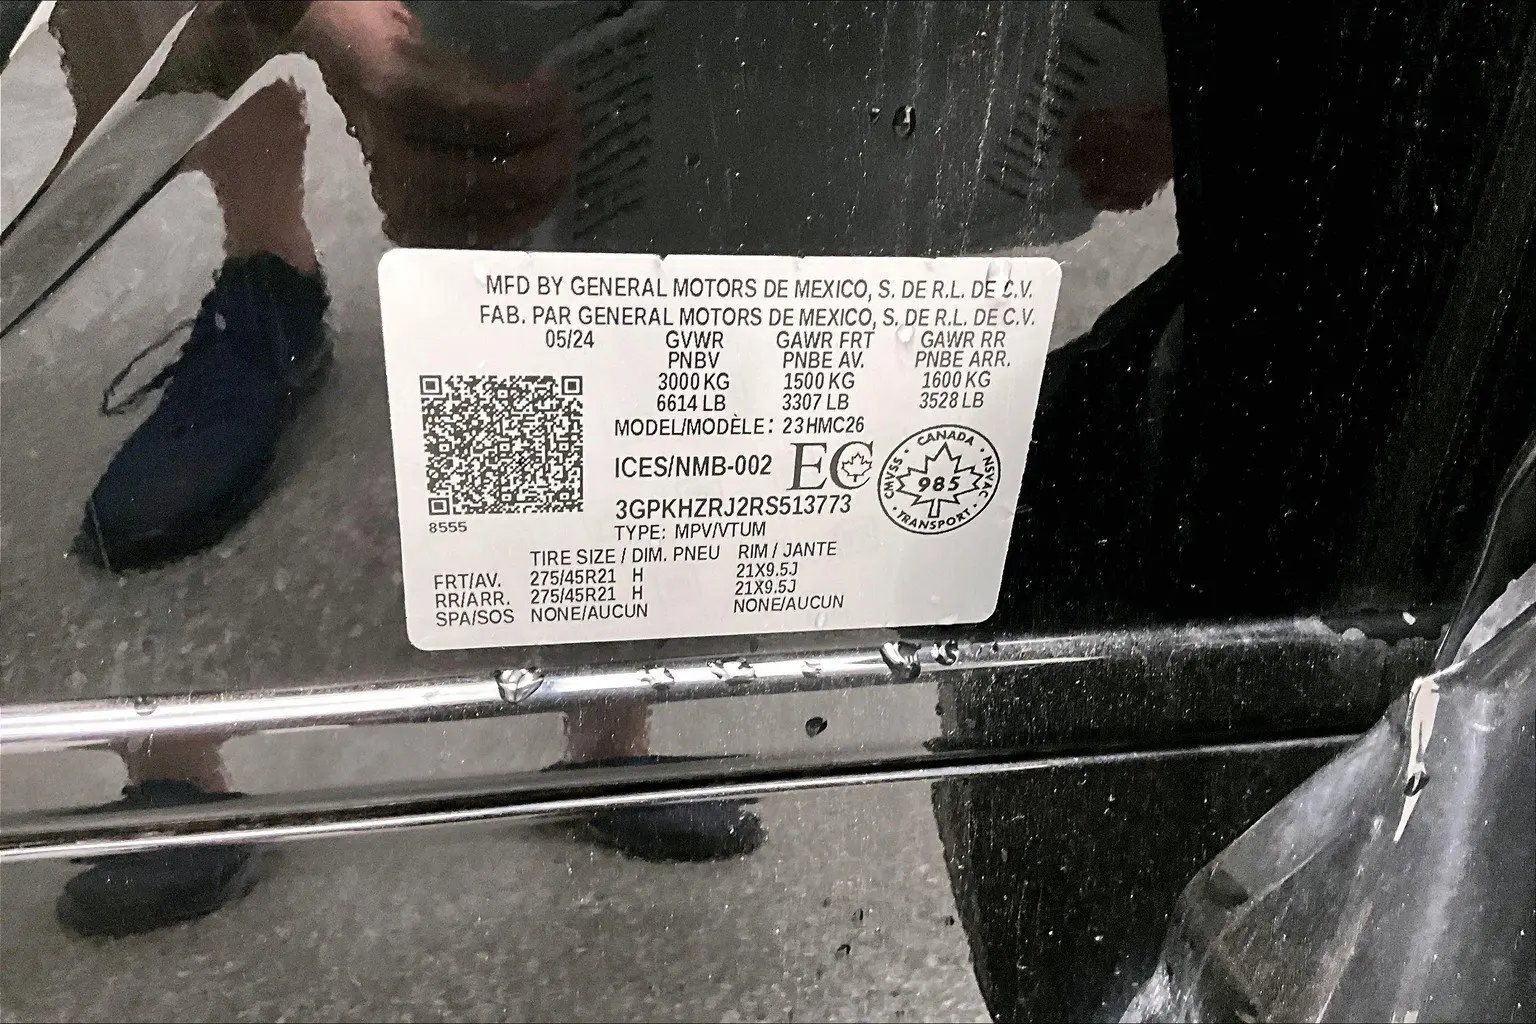 MFD BY GENERAL MOTORS DE MEXICO, S. DE R.L. DE C.V.
FAB. PAR GENERAL MOTORS DE MEXICO, S. DE R.L. DE C.V.
05/24 GVWR GAWR FRT GAWR RR
PNBV PNBE AV. PNBE ARR.
3000 KG 1500 KG 1600 KG
6614 LB 3307 LB 3528 LB
MODEL/MODÈLE: 23HMC26
ICES/NMB-002 EC
CANADA
CMVSS 985 NSVAC
TRANSPORT
3GPKHZRJ2RS513773
8555
TYPE: MPV/VTUM
TIRE SIZE / DIM. PNEU RIM / JANTE
FRT/AV. 275/45R21 H 21X9.5J
RR/ARR. 275/45R21 H 21X9.5J
SPA/SOS NONE/AUCUN NONE/AUCUN